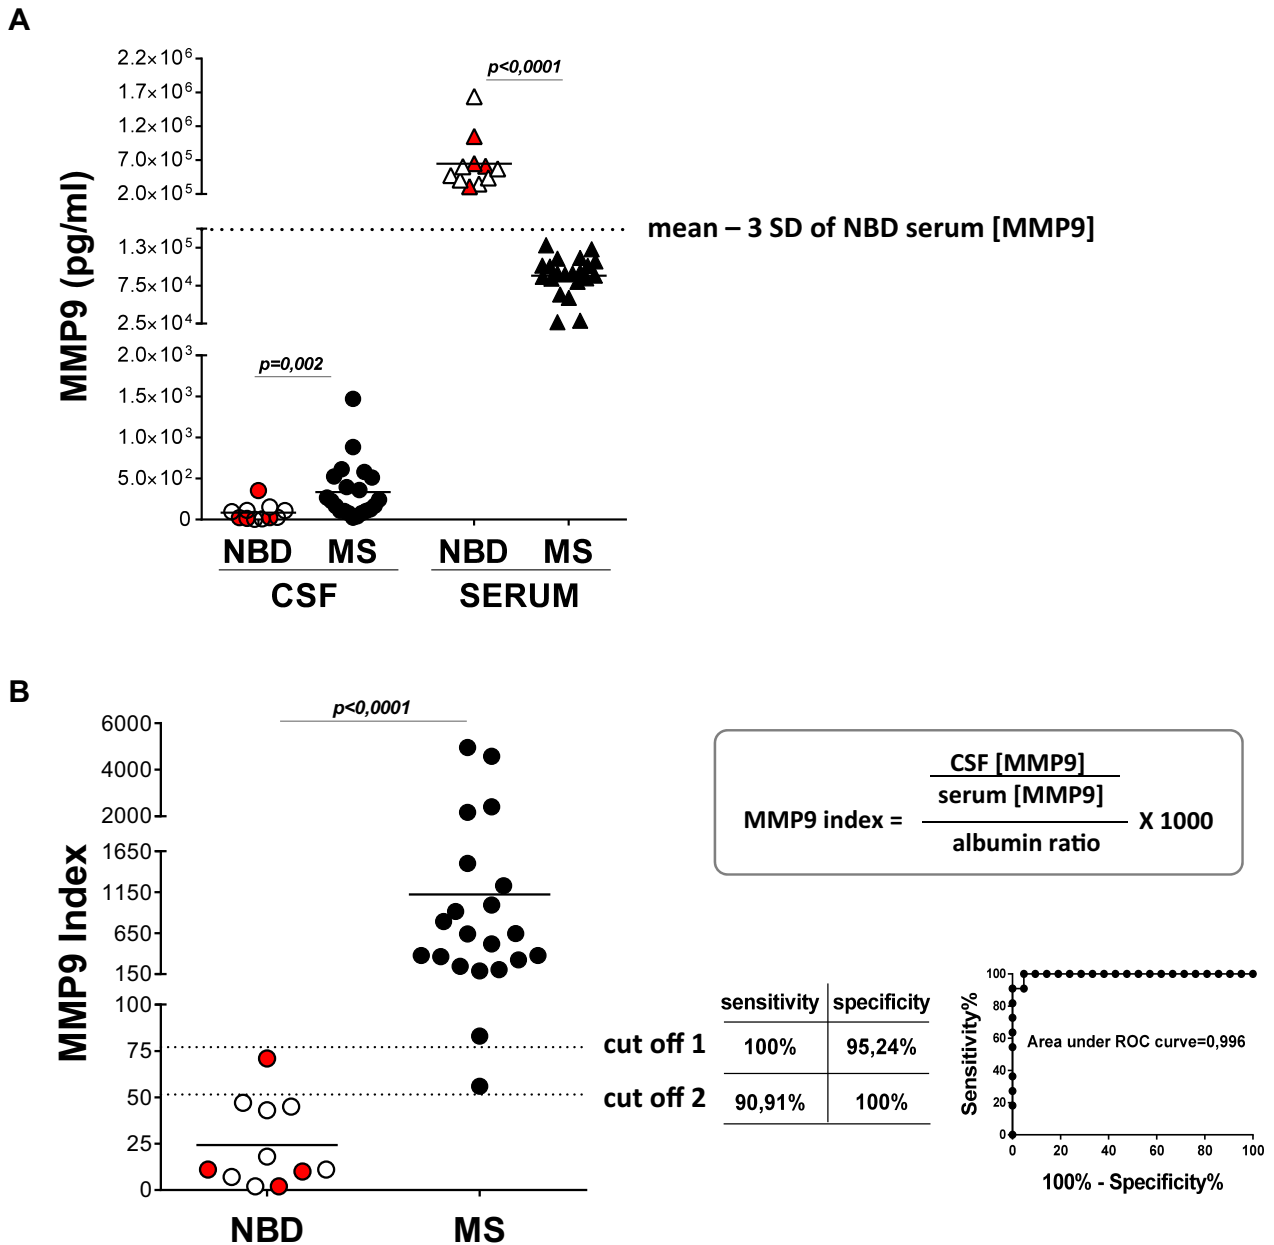 A
2.2×10⁶
1.7×10⁶
1.2×10⁶
7.0×10⁵
2.0×10⁵
1.3×10⁵
7.5×10⁴
2.5×10⁴
2.0×10³
1.5×10³
1.0×10³
5.0×10²
0
MMP9 (pg/ml)
p<0,0001
mean – 3 SD of NBD serum [MMP9]
p=0,002
NBD MS NBD MS
CSF SERUM
B
6000
4000
2000
1650
1150
650
150
100
75
50
25
0
MMP9 Index
p<0,0001
cut off 1
cut off 2
NBD MS
CSF [MMP9]
serum [MMP9]
MMP9 index = X 1000
albumin ratio
sensitivity specificity
100% 95,24%
90,91% 100%
100
80
60
40
20
0
Sensitivity%
Area under ROC curve=0,996
0 20 40 60 80 100
100% - Specificity%